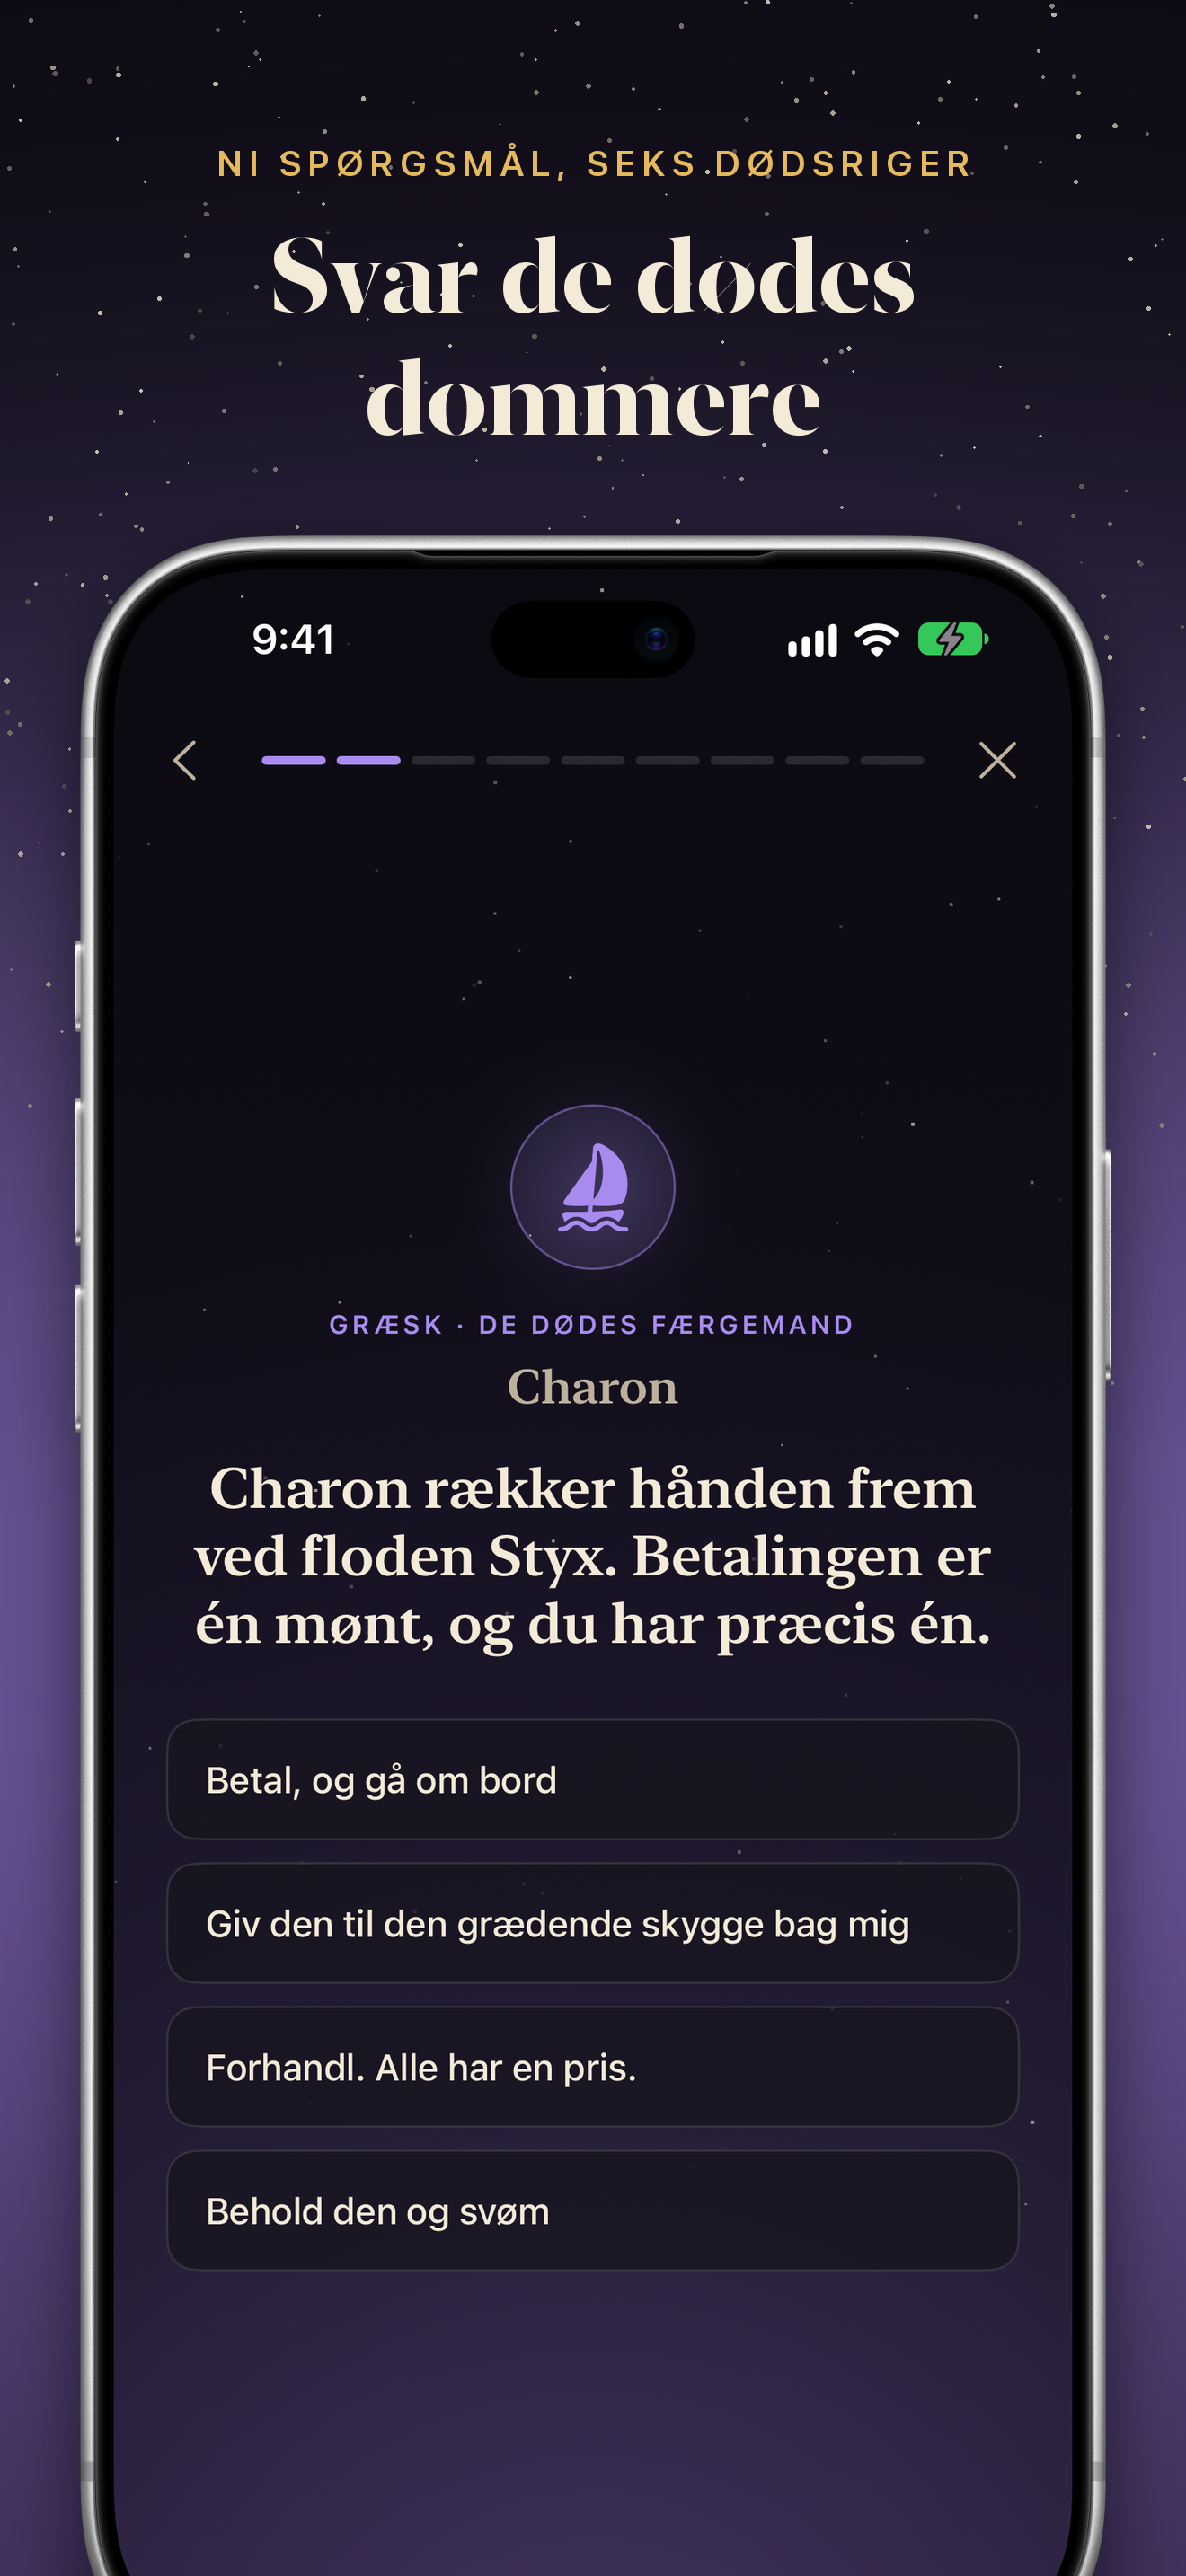 NI SPØRGSMÅL, SEKS DØDSRIGER
Svar de dødes
dommere
9:41
GRÆSK · DE DØDES FÆRGEMAND
Charon
Charon rækker hånden frem
ved floden Styx. Betalingen er
én mønt, og du har præcis én.
Betal, og gå om bord
Giv den til den grædende skygge bag mig
Forhandl. Alle har en pris.
Behold den og svøm